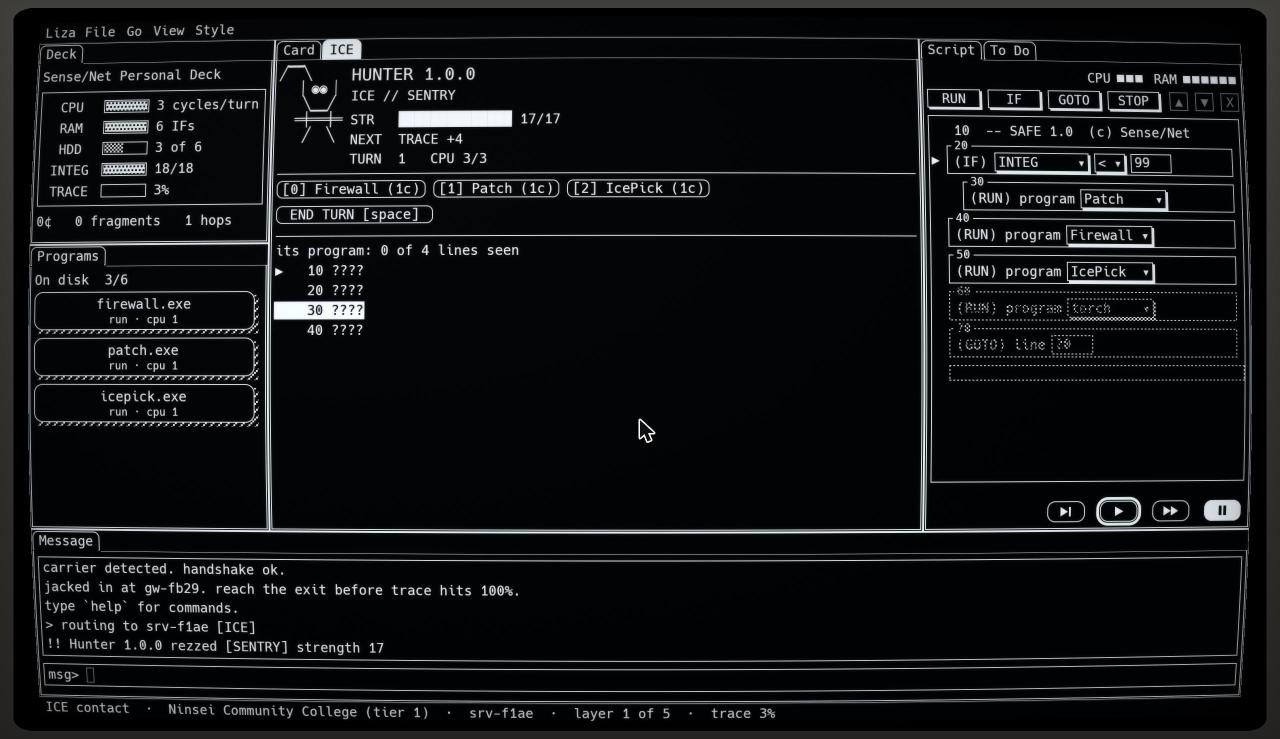 Liza File Go View Style
Deck
Sense/Net Personal Deck
CPU 3 cycles/turn
RAM 6 IFs
HDD 3 of 6
INTEG 18/18
TRACE 3%
0¢ 0 fragments 1 hops
Programs
On disk 3/6
firewall.exe
run · cpu 1
patch.exe
run · cpu 1
icepick.exe
run · cpu 1
Card ICE
HUNTER 1.0.0
ICE // SENTRY
STR 17/17
NEXT TRACE +4
TURN 1 CPU 3/3
[0] Firewall (1c) [1] Patch (1c) [2] IcePick (1c)
END TURN [space]
its program: 0 of 4 lines seen
▶ 10 ????
20 ????
30 ????
40 ????
Script To Do
CPU ■■■ RAM ■■■■■■
RUN IF GOTO STOP ▲ ▼ X
10 -- SAFE 1.0 (c) Sense/Net
20
▶ (IF) INTEG ▾ < ▾ 99
30
(RUN) program Patch ▾
40
(RUN) program Firewall ▾
50
(RUN) program IcePick ▾
60
(RUN) program torch ▾
70
(GOTO) line 20
Message
carrier detected. handshake ok.
jacked in at gw-fb29. reach the exit before trace hits 100%.
type `help` for commands.
> routing to srv-f1ae [ICE]
!! Hunter 1.0.0 rezzed [SENTRY] strength 17
msg>
ICE contact · Ninsei Community College (tier 1) · srv-f1ae · layer 1 of 5 · trace 3%